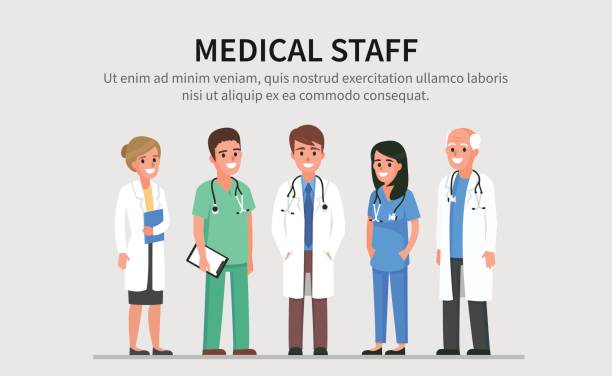 MEDICAL STAFF
Ut enim ad minim veniam, quis nostrud exercitation ullamco laboris
nisi ut aliquip ex ea commodo consequat.